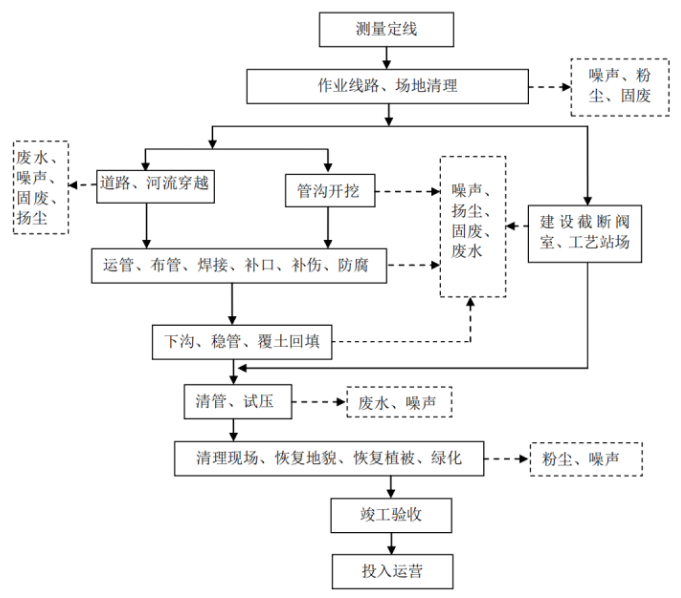 测量定线
作业线路、场地清理
噪声、粉
尘、固废
废水、
噪声、
固废、
扬尘
道路、河流穿越
管沟开挖
噪声、
扬尘、
固废、
废水
建设截断阀
室、工艺站场
运管、布管、焊接、补口、补伤、防腐
下沟、稳管、覆土回填
清管、试压
废水、噪声
清理现场、恢复地貌、恢复植被、绿化
粉尘、噪声
竣工验收
投入运营